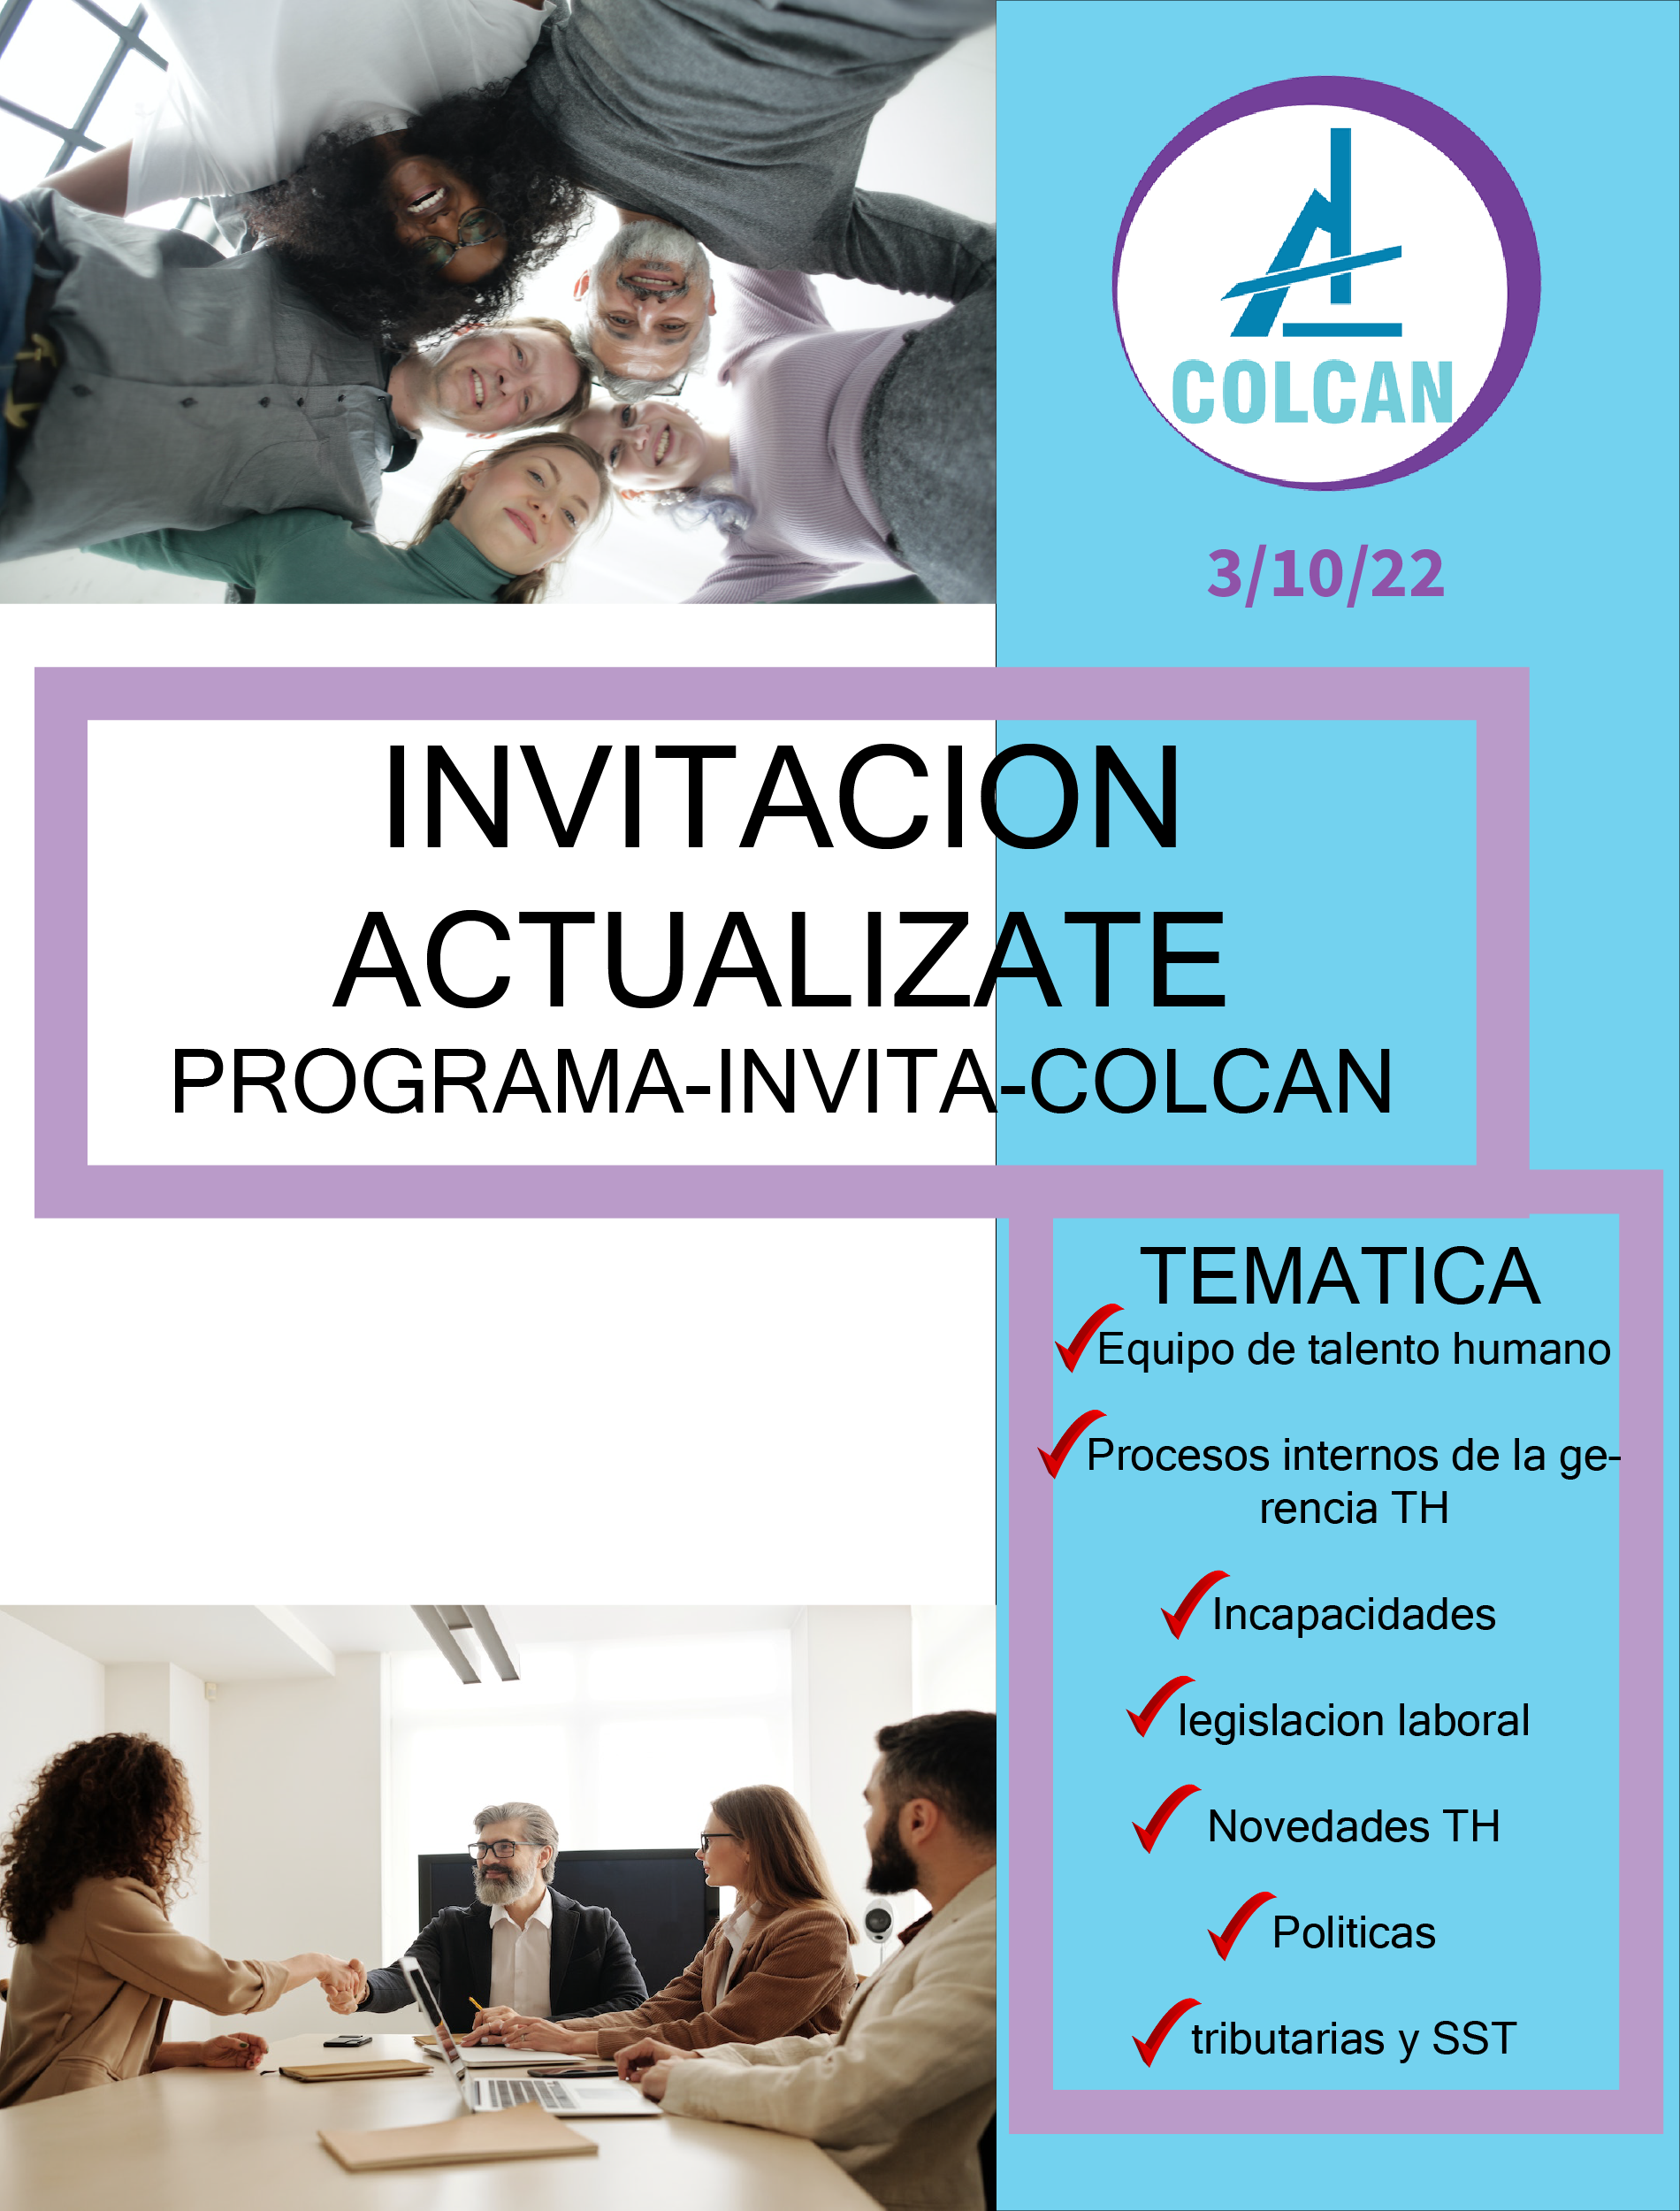 COLCAN
3/10/22
INVITACION
ACTUALIZATE
PROGRAMA-INVITA-COLCAN
TEMATICA
Equipo de talento humano
Procesos internos de la ge-
rencia TH
Incapacidades
legislacion laboral
Novedades TH
Politicas
tributarias y SST